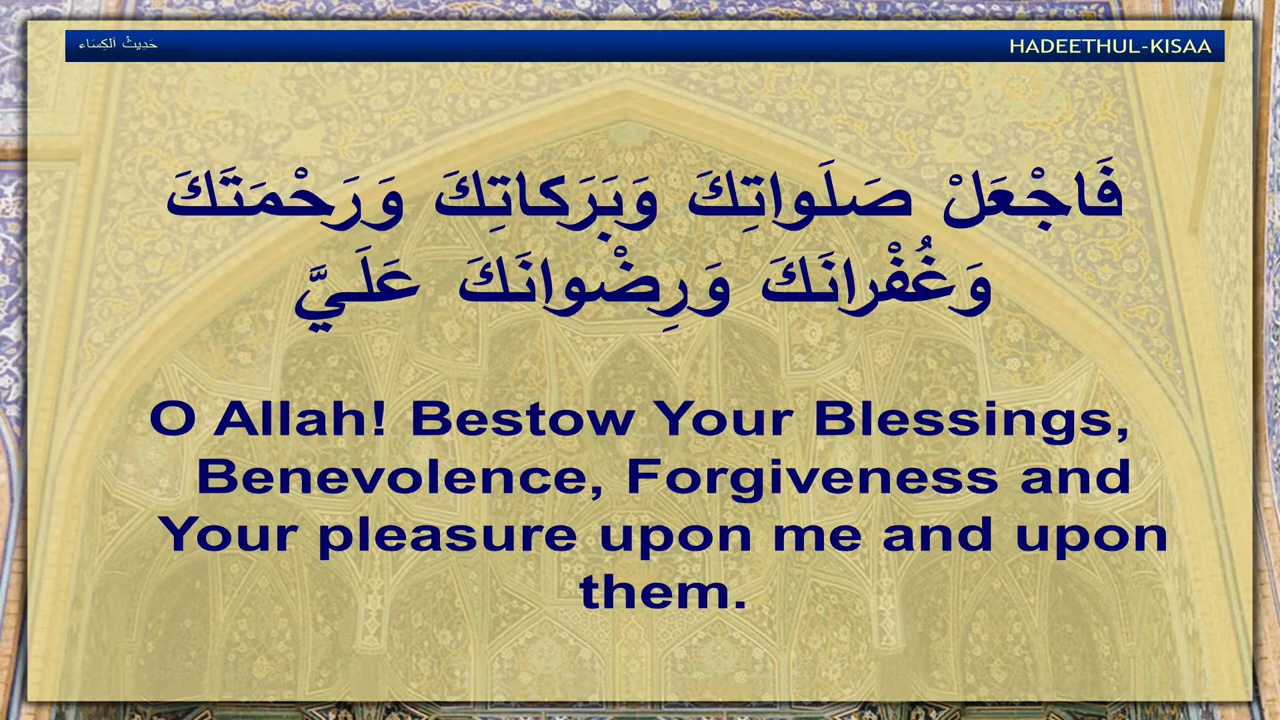 حَدِيثُ اَلكِسَاء
HADEETHUL-KISAA
فَاجْعَلْ صَلَواتِكَ وَبَرَكاتِكَ وَرَحْمَتَكَ
وَغُفْرانَكَ وَرِضْوانَكَ عَلَيَّ
O Allah! Bestow Your Blessings,
Benevolence, Forgiveness and
Your pleasure upon me and upon
them.